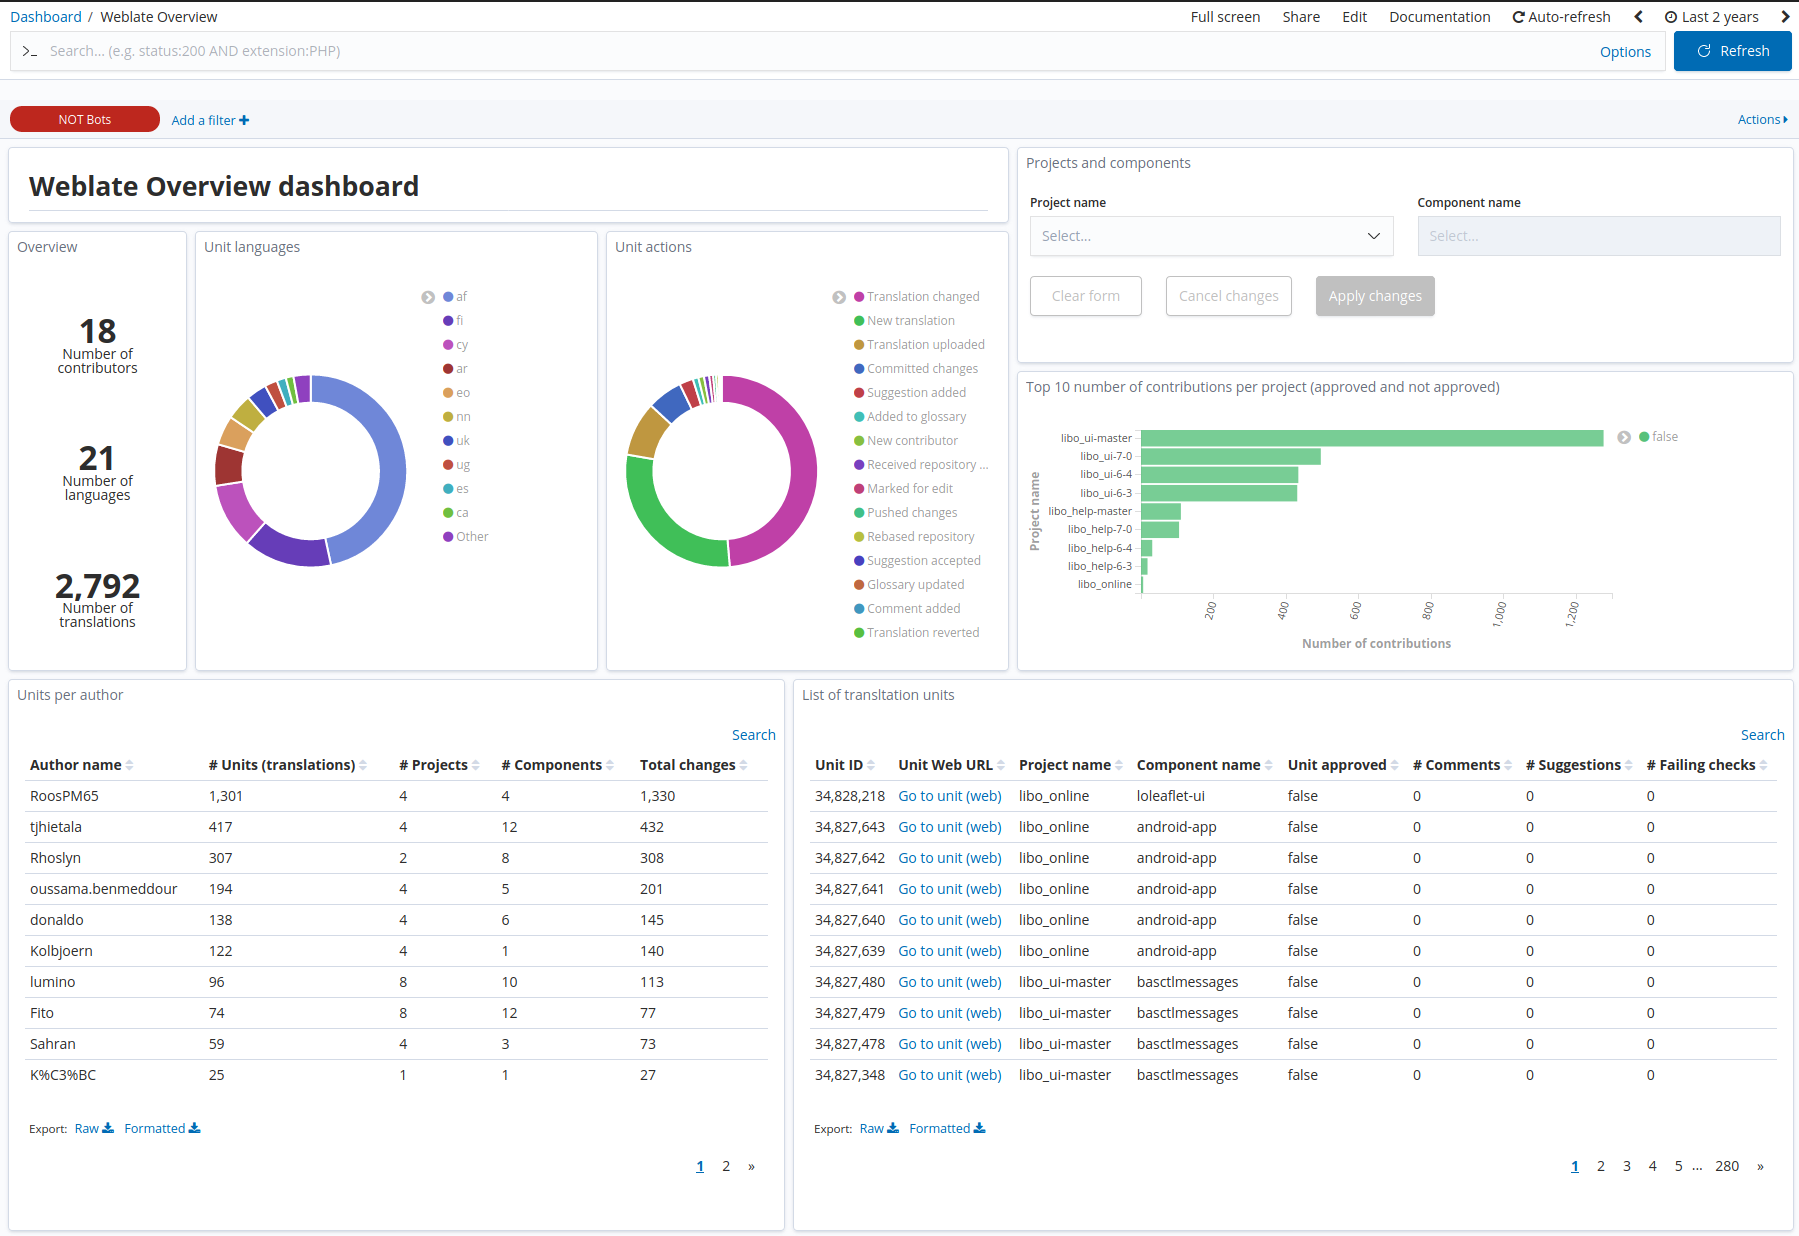 Dashboard / Weblate Overview
Full screen Share Edit Documentation Auto-refresh Last 2 years
>_ Search... (e.g. status:200 AND extension:PHP)
Options
Refresh
NOT Bots
Add a filter
Actions
Weblate Overview dashboard
Projects and components
Project name
Component name
Select...
Select...
Clear form
Cancel changes
Apply changes
Overview
18
Number of
contributors
21
Number of
languages
2,792
Number of
translations
Unit languages
af
fi
cy
ar
eo
nn
uk
ug
es
ca
Other
Unit actions
Translation changed
New translation
Translation uploaded
Committed changes
Suggestion added
Added to glossary
New contributor
Received repository ...
Marked for edit
Pushed changes
Rebased repository
Suggestion accepted
Glossary updated
Comment added
Translation reverted
Top 10 number of contributions per project (approved and not approved)
Project name
libo_ui-master
libo_ui-7-0
libo_ui-6-4
libo_ui-6-3
libo_help-master
libo_help-7-0
libo_help-6-4
libo_help-6-3
libo_online
200 400 600 800 1,000 1,200
Number of contributions
false
Units per author
Search
Author name # Units (translations) # Projects # Components Total changes
RoosPM65 1,301 4 4 1,330
tjhietala 417 4 12 432
Rhoslyn 307 2 8 308
oussama.benmeddour 194 4 5 201
donaldo 138 4 6 145
Kolbjoern 122 4 1 140
lumino 96 8 10 113
Fito 74 8 12 77
Sahran 59 4 3 73
K%C3%BC 25 1 1 27
Export: Raw Formatted
1 2 »
List of transltation units
Search
Unit ID Unit Web URL Project name Component name Unit approved # Comments # Suggestions # Failing checks
34,828,218 Go to unit (web) libo_online loleaflet-ui false 0 0 0
34,827,643 Go to unit (web) libo_online android-app false 0 0 0
34,827,642 Go to unit (web) libo_online android-app false 0 0 0
34,827,641 Go to unit (web) libo_online android-app false 0 0 0
34,827,640 Go to unit (web) libo_online android-app false 0 0 0
34,827,639 Go to unit (web) libo_online android-app false 0 0 0
34,827,480 Go to unit (web) libo_ui-master basctlmessages false 0 0 0
34,827,479 Go to unit (web) libo_ui-master basctlmessages false 0 0 0
34,827,478 Go to unit (web) libo_ui-master basctlmessages false 0 0 0
34,827,348 Go to unit (web) libo_ui-master basctlmessages false 0 0 0
Export: Raw Formatted
1 2 3 4 5 ... 280 »